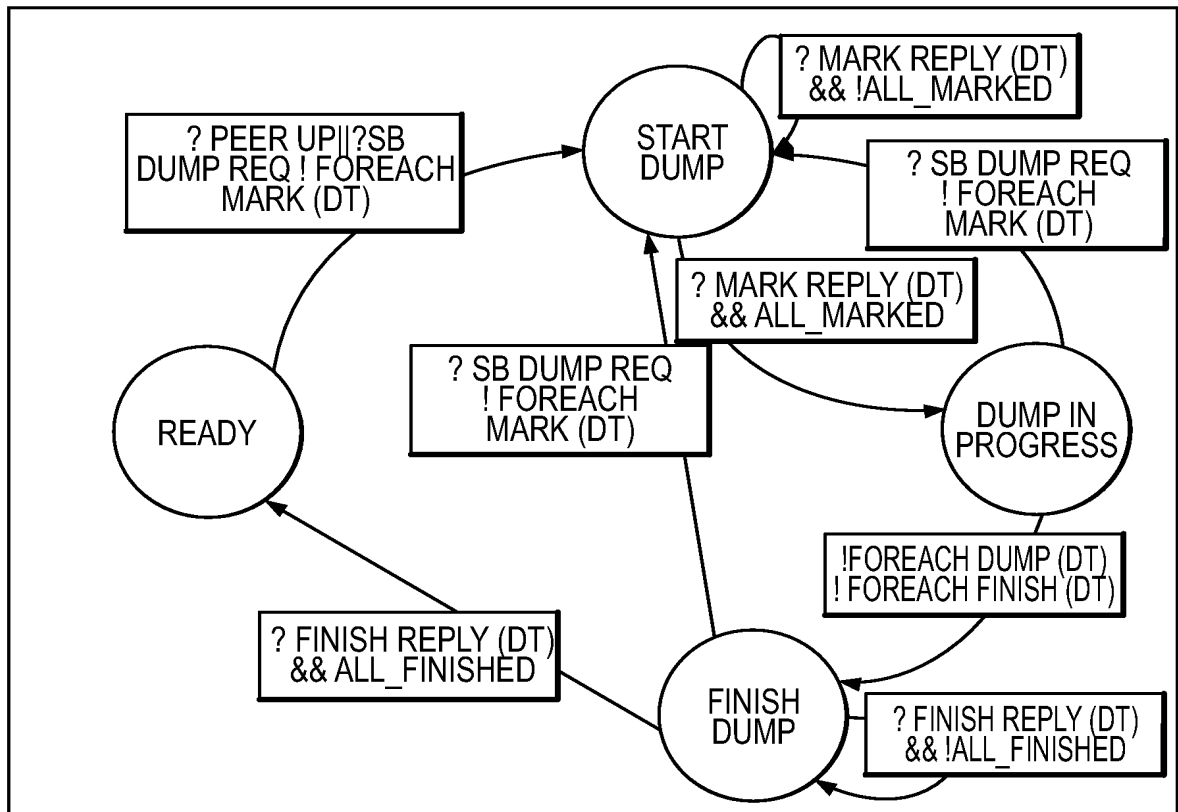 ? MARK REPLY (DT)
&& !ALL_MARKED
? PEER UP||?SB
DUMP REQ ! FOREACH
MARK (DT)
START
DUMP
? SB DUMP REQ
! FOREACH
MARK (DT)
? MARK REPLY (DT)
&& ALL_MARKED
? SB DUMP REQ
! FOREACH
MARK (DT)
READY
DUMP IN
PROGRESS
!FOREACH DUMP (DT)
! FOREACH FINISH (DT)
? FINISH REPLY (DT)
&& ALL_FINISHED
FINISH
DUMP
? FINISH REPLY (DT)
&& !ALL_FINISHED